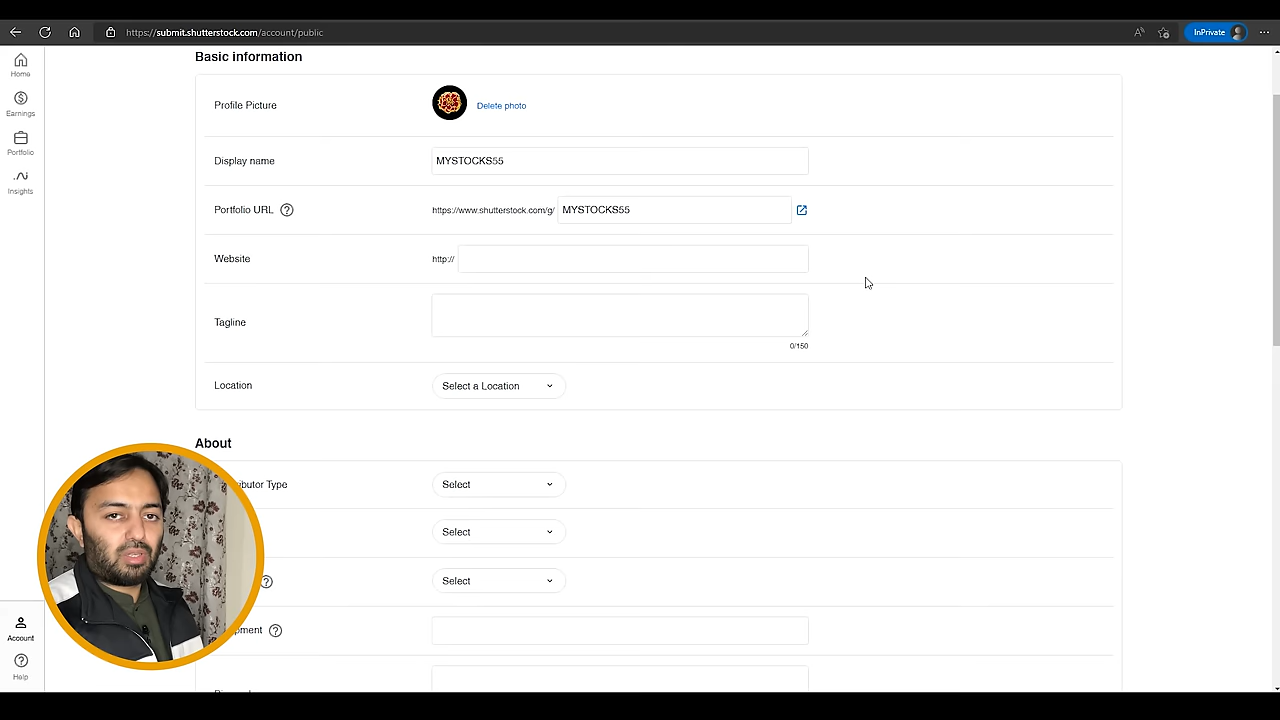 https://submit.shutterstock.com/account/public
InPrivate
Home
Earnings
Portfolio
Insights
Account
Help
Basic information
Profile Picture
Delete photo
Display name
MYSTOCKS55
Portfolio URL ?
https://www.shutterstock.com/g/
MYSTOCKS55
Website
http://
Tagline
0/150
Location
Select a Location
About
Type
Select
Select
?
Select
?